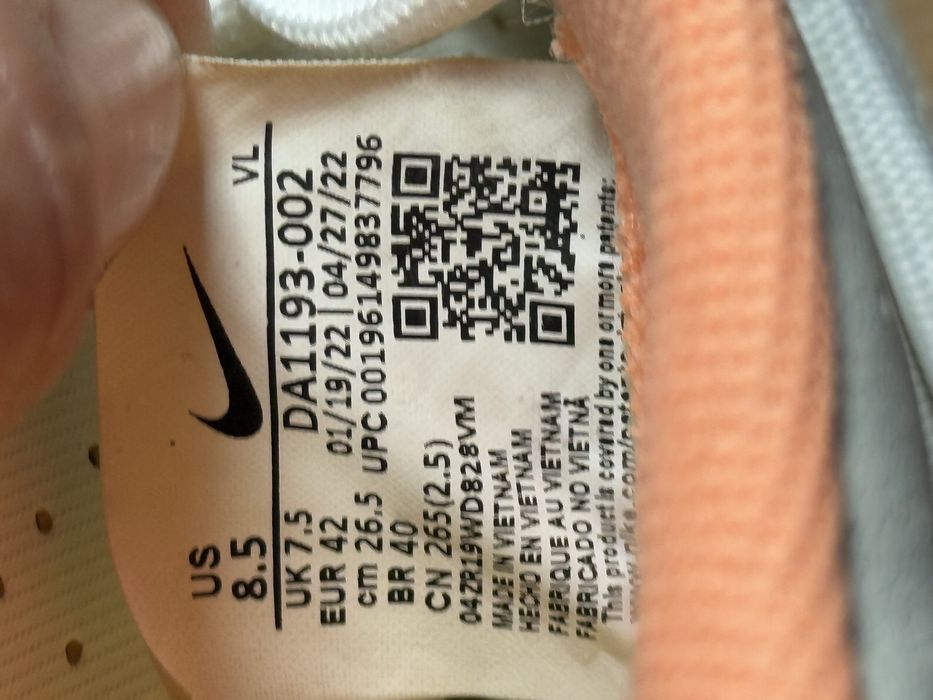 US VL
8.5
UK 7.5 DA1193-002
EUR 42 01/19/22 | 04/27/22
cm 26.5 UPC 00196149837796
BR 40
CN 265(2.5)
04ZR19WD828VM
MADE IN VIETNAM
HECHO EN VIETNAM
FABRIQUE AU VIETNAM
FABRICADO NO VIETNÃ
This product is covered by one or more patents: